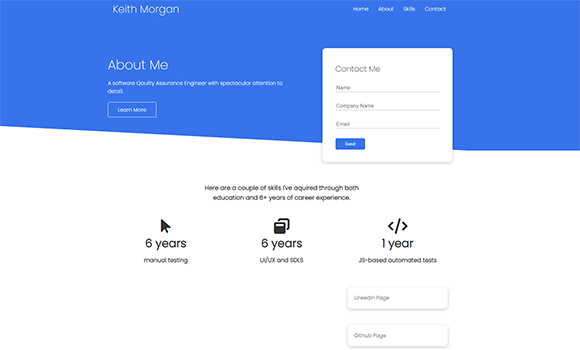 Keith Morgan
Home About Skills Contact
About Me
A software Qaulity Assurance Engineer with spectacular attention to
detail.
Learn More
Contact Me
Name
Company Name
Email
Send
Here are a couple of skills i've aquired through both
education and 6+ years of career experience.
6 years
manual testing
6 years
UI/UX and SDLS
1 year
JS-based automated tests
Linkedin Page
Github Page